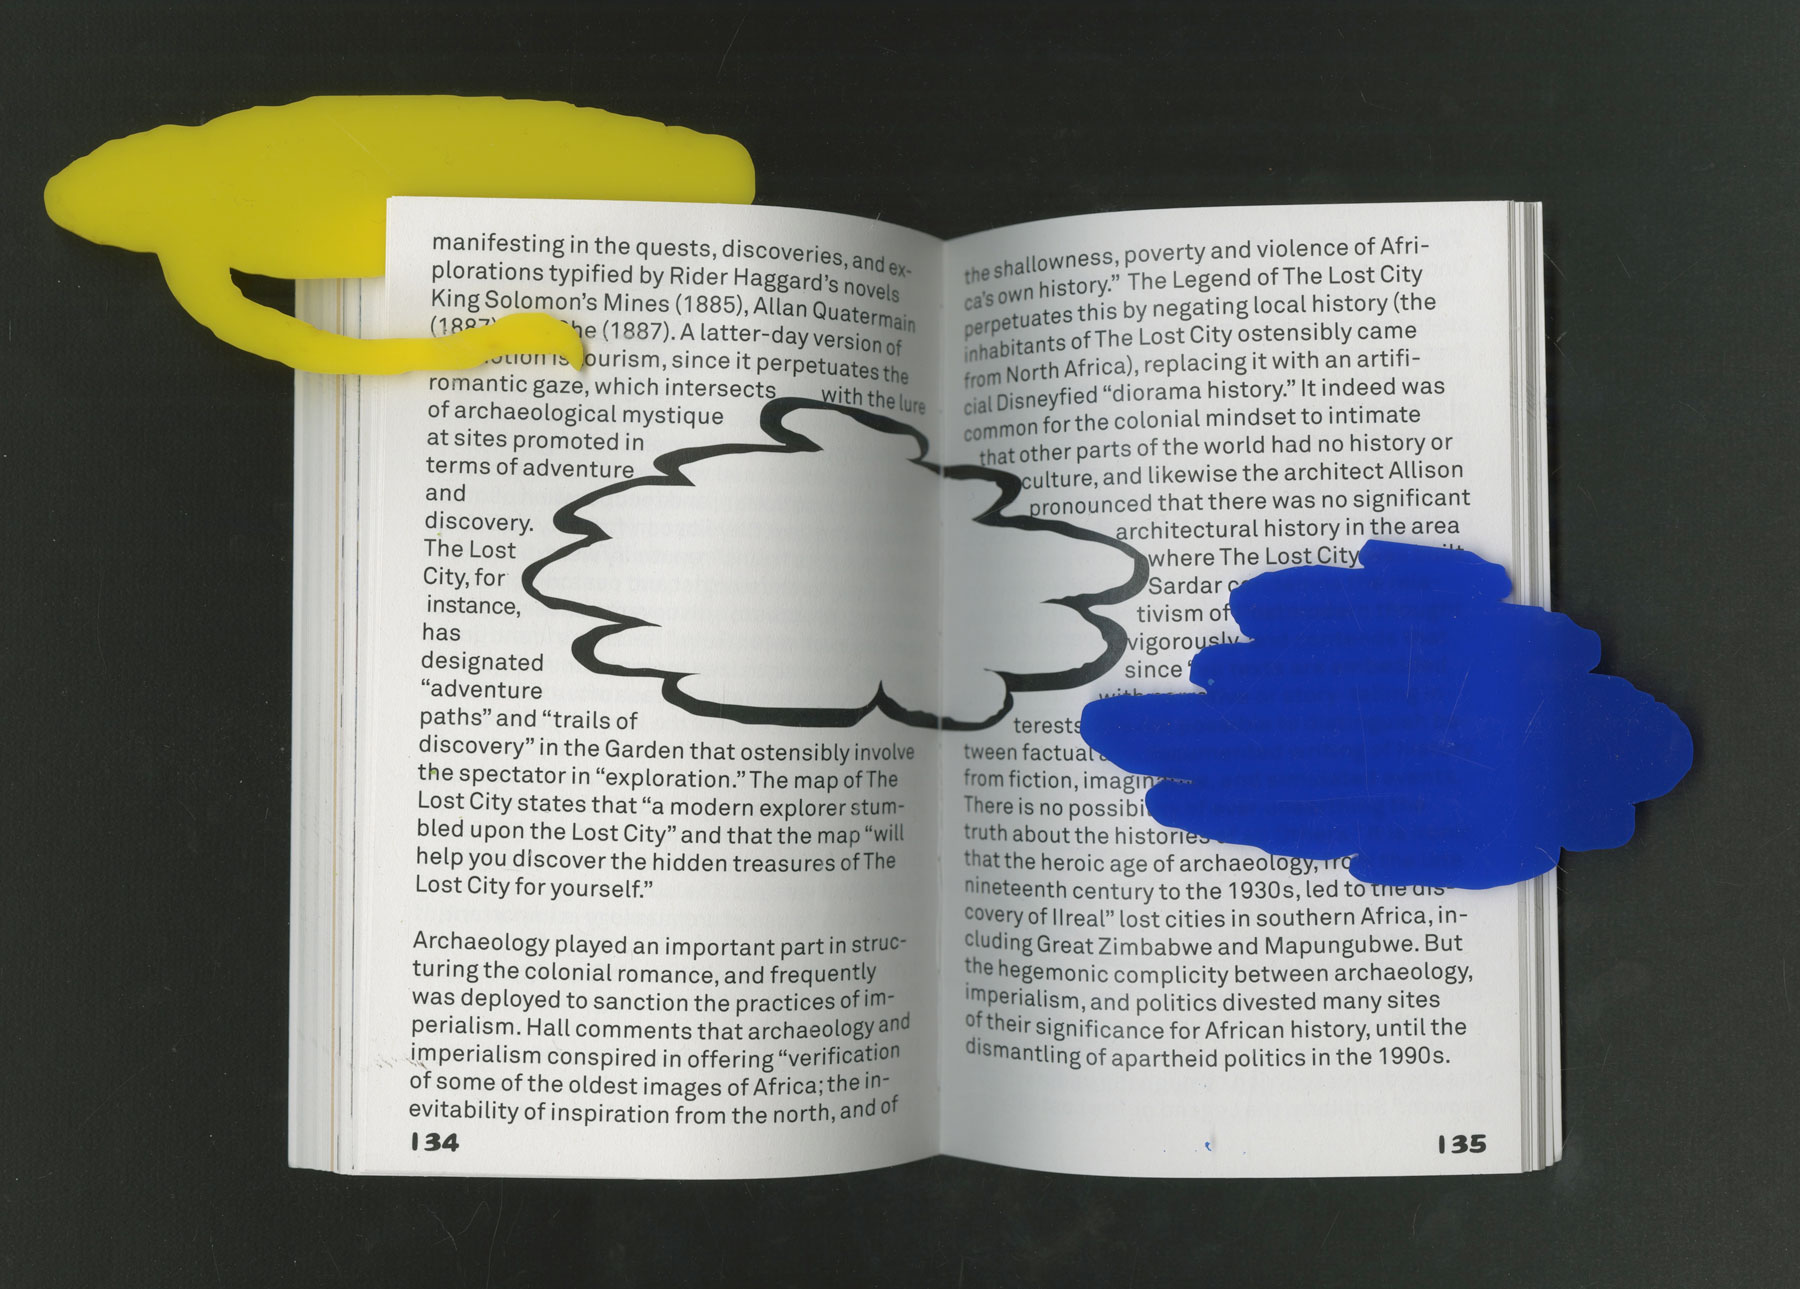 manifesting in the quests, discoveries, and ex-
plorations typified by Rider Haggard's novels
King Solomon's Mines (1885), Allan Quatermain
(1887) (1887). A latter-day version of
is tourism, since it perpetuates the
romantic gaze, which intersects with the lure
of archaeological mystique
at sites promoted in
terms of adventure
and
discovery.
The Lost
City, for
instance,
has
designated
“adventure
paths” and “trails of
discovery” in the Garden that ostensibly involve
the spectator in “exploration.” The map of The
Lost City states that “a modern explorer stum-
bled upon the Lost City” and that the map “will
help you discover the hidden treasures of The
Lost City for yourself.”
Archaeology played an important part in struc-
turing the colonial romance, and frequently
was deployed to sanction the practices of im-
perialism. Hall comments that archaeology and
imperialism conspired in offering “verification
of some of the oldest images of Africa; the in-
evitability of inspiration from the north, and of
134
the shallowness, poverty and violence of Afri-
ca's own history.” The Legend of The Lost City
perpetuates this by negating local history (the
inhabitants of The Lost City ostensibly came
from North Africa), replacing it with an artifi-
cial Disneyfied “diorama history.” It indeed was
common for the colonial mindset to intimate
that other parts of the world had no history or
culture, and likewise the architect Allison
pronounced that there was no significant
architectural history in the area
where The Lost City
Sardar
tivism of
vigorously
since
terests
tween factual
from fiction,
There is no
truth about the histories
that the heroic age of archaeology,
nineteenth century to the 1930s, led to the dis-
covery of IIreal” lost cities in southern Africa, in-
cluding Great Zimbabwe and Mapungubwe. But
the hegemonic complicity between archaeology,
imperialism, and politics divested many sites
of their significance for African history, until the
dismantling of apartheid politics in the 1990s.
135